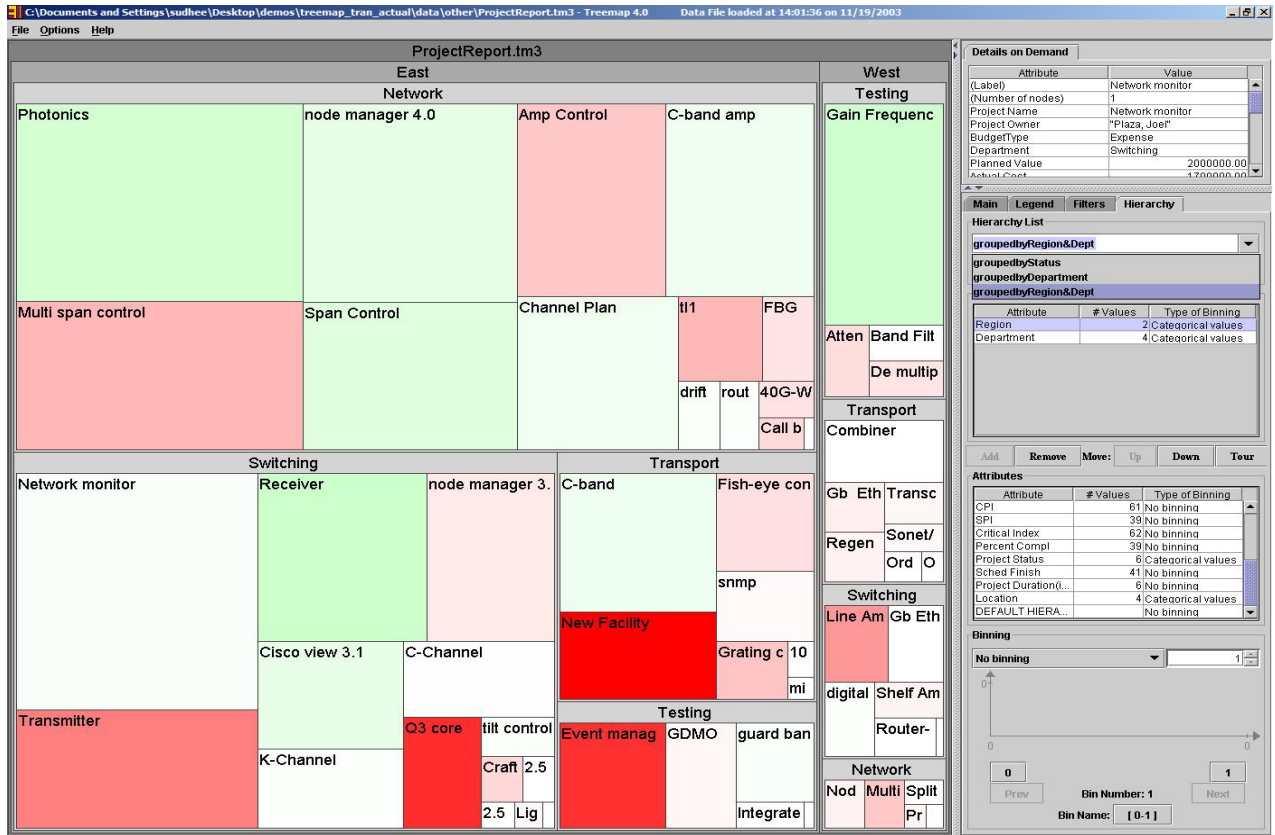 C:\Documents and Settings\sudhee\Desktop\demos\treemap_tran_actual\data\other\ProjectReport.tm3 - Treemap 4.0 Data File loaded at 14:01:36 on 11/19/2003
File Options Help
ProjectReport.tm3
East
Network
Photonics
node manager 4.0
Amp Control
C-band amp
Multi span control
Span Control
Channel Plan
tl1
FBG
drift
rout
40G-W
Call b
Switching
Network monitor
Receiver
node manager 3.
Transmitter
Cisco view 3.1
C-Channel
K-Channel
Q3 core
tilt control
Craft
2.5
2.5
Lig
Transport
C-band
Fish-eye con
snmp
New Facility
Grating c
10
mi
Testing
Event manag
GDMO
guard ban
Integrate
West
Testing
Gain Frequenc
Atten
Band Filt
De multip
Transport
Combiner
Gb Eth
Transc
Regen
Sonet/
Ord
O
Switching
Line Am
Gb Eth
digital
Shelf Am
Router-
Network
Nod
Multi
Split
Pr
Details on Demand
Attribute Value
(Label) Network monitor
(Number of nodes) 1
Project Name Network monitor
Project Owner "Plaza, Joel"
BudgetType Expense
Department Switching
Planned Value 2000000.00
Actual Cost 1700000.00
Main Legend Filters Hierarchy
Hierarchy List
groupedbyRegion&Dept
groupedbyStatus
groupedbyDepartment
groupedbyRegion&Dept
Attribute # Values Type of Binning
Region 2 Categorical values
Department 4 Categorical values
Add Remove Move: Up Down Tour
Attributes
Attribute # Values Type of Binning
CPI 61 No binning
SPI 39 No binning
Critical Index 62 No binning
Percent Compl 39 No binning
Project Status 6 Categorical values
Sched Finish 41 No binning
Project Duration(i... 6 No binning
Location 4 Categorical values
DEFAULT HIERA... No binning
Binning
No binning 1
0
0 0
0 1
Prev Bin Number: 1 Next
Bin Name: [ 0-1 ]